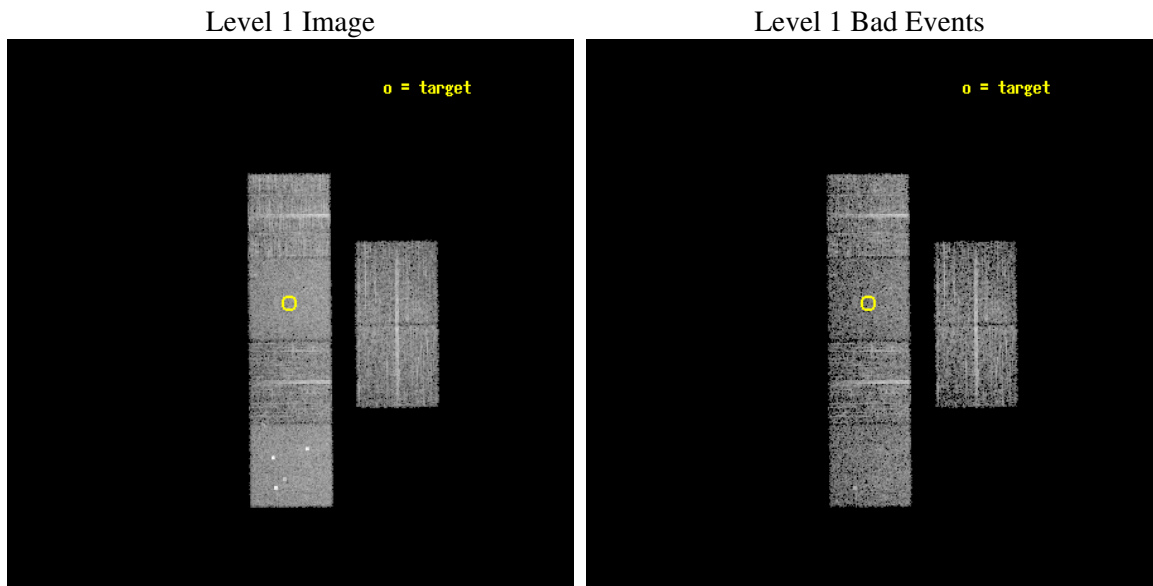 Level 1 Image
Level 1 Bad Events
o = target
o = target